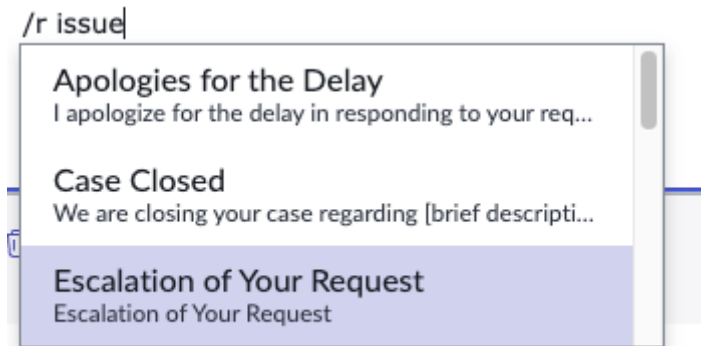 /r issue
Apologies for the Delay
I apologize for the delay in responding to your req...
Case Closed
We are closing your case regarding [brief descripti...
Escalation of Your Request
Escalation of Your Request